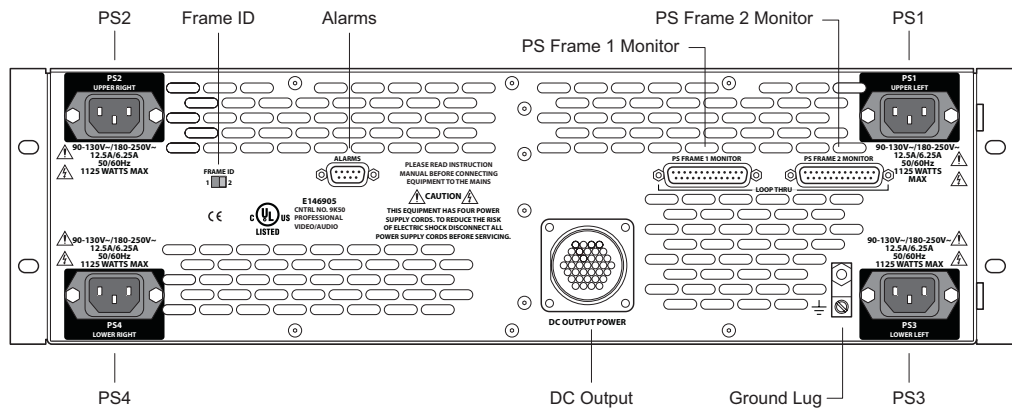 PS2
Frame ID
Alarms
PS Frame 2 Monitor
PS1
PS Frame 1 Monitor
PS2
UPPER RIGHT
90-130V~/180-250V~
12.5A/6.25A
50/60Hz
1125 WATTS MAX
FRAME ID
1 2
ALARMS
PLEASE READ INSTRUCTION
MANUAL BEFORE CONNECTING
EQUIPMENT TO THE MAINS
CAUTION
THIS EQUIPMENT HAS FOUR POWER
SUPPLY CORDS. TO REDUCE THE RISK
OF ELECTRIC SHOCK DISCONNECT ALL
POWER SUPPLY CORDS BEFORE SERVICING.
CE
C UL US
LISTED
E146905
CNTRL NO. 9K50
PROFESSIONAL
VIDEO/AUDIO
PS FRAME 1 MONITOR
PS FRAME 2 MONITOR
LOOP THRU
PS1
UPPER LEFT
90-130V~/180-250V~
12.5A/6.25A
50/60Hz
1125 WATTS
MAX
90-130V~/180-250V~
12.5A/6.25A
50/60Hz
1125 WATTS MAX
PS4
LOWER RIGHT
DC OUTPUT POWER
90-130V~/180-250V~
12.5A/6.25A
50/60Hz
1125 WATTS MAX
PS3
LOWER LEFT
PS4
DC Output
Ground Lug
PS3